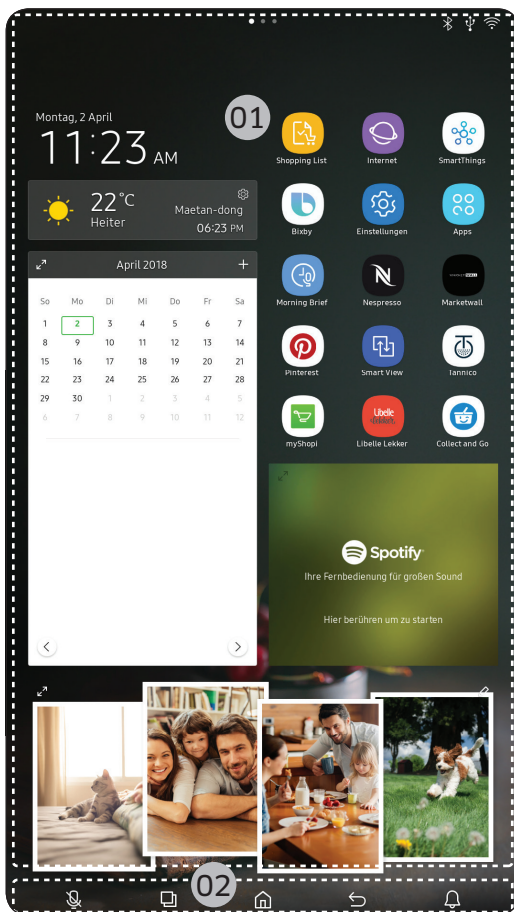 Montag, 2 April
11:23 AM
22°C
Heiter
Maetan-dong
06:23 PM
April 2018 +
So Mo Di Mi Do Fr Sa
1 2 3 4 5 6 7
8 9 10 11 12 13 14
15 16 17 18 19 20 21
22 23 24 25 26 27 28
29 30 1 2 3 4 5
6 7 8 9 10 11 12
01
Shopping List
Internet
SmartThings
Bixby
Einstellungen
Apps
Morning Brief
Nespresso
Marketwall
Pinterest
Smart View
Tannico
myShopi
Libelle
Lekker!
Libelle Lekker
Collect and Go
Spotify
Ihre Fernbedienung für großen Sound
Hier berühren um zu starten
02